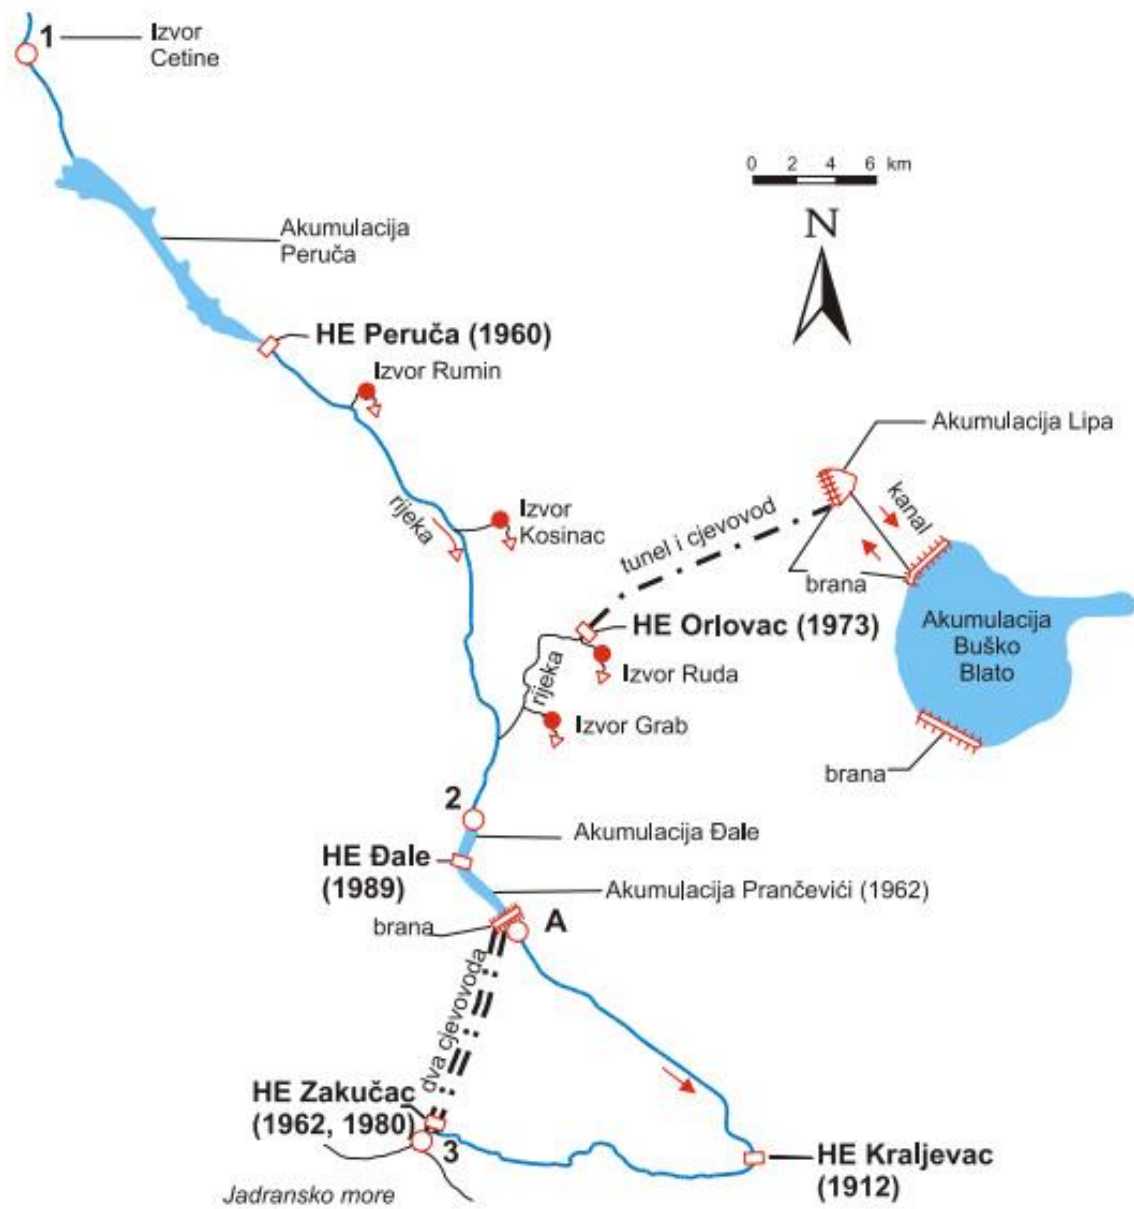 1
Izvor
Cetine
0 2 4 6 km
N
Akumulacija
Peruča
HE Peruča (1960)
Izvor Rumin
Akumulacija Lipa
rijeka
Izvor
Kosinac
tunel i cjevovod
kanal
brana
HE Orlovac (1973)
Akumulacija
Buško
Blato
rijeka
Izvor Ruda
Izvor Grab
brana
2
Akumulacija Đale
HE Đale
(1989)
Akumulacija Prančevići (1962)
brana
A
dva cjevovoda
HE Zakučac
(1962, 1980)
3
HE Kraljevac
(1912)
Jadransko more